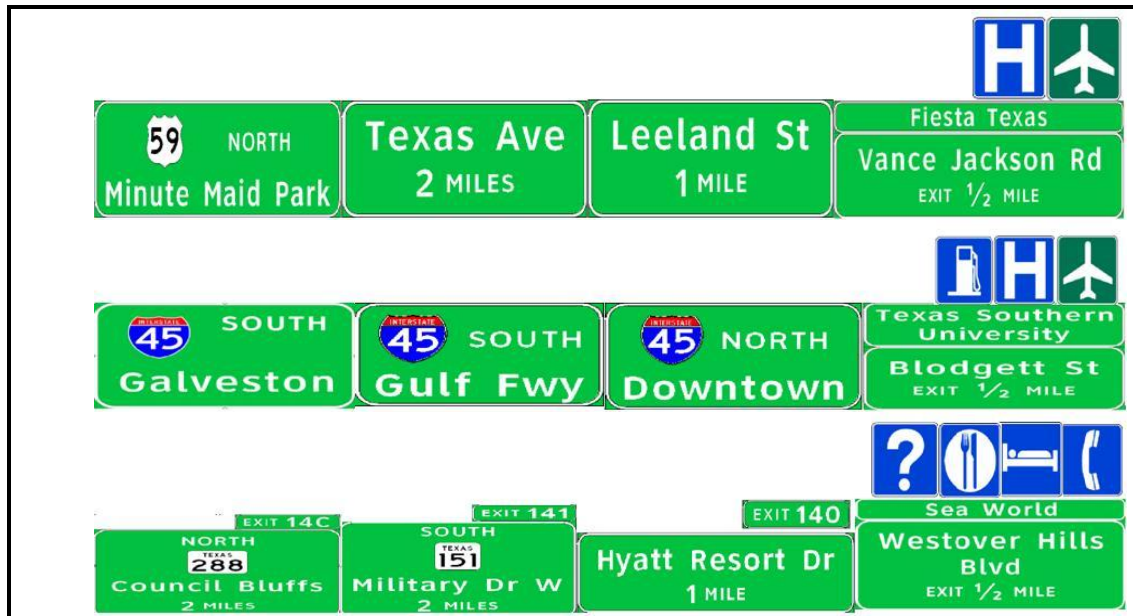 H
59 NORTH
Minute Maid Park
Texas Ave
2 MILES
Leeland St
1 MILE
Fiesta Texas
Vance Jackson Rd
EXIT 1/2 MILE
H
INTERSTATE
45 SOUTH
Galveston
INTERSTATE
45 SOUTH
Gulf Fwy
INTERSTATE
45 NORTH
Downtown
Texas Southern
University
Blodgett St
EXIT 1/2 MILE
?
EXIT 14C
NORTH
TEXAS
288
Council Bluffs
2 MILES
EXIT 141
SOUTH
TEXAS
151
Military Dr W
2 MILES
EXIT 140
Hyatt Resort Dr
1 MILE
Sea World
Westover Hills
Blvd
EXIT 1/2 MILE